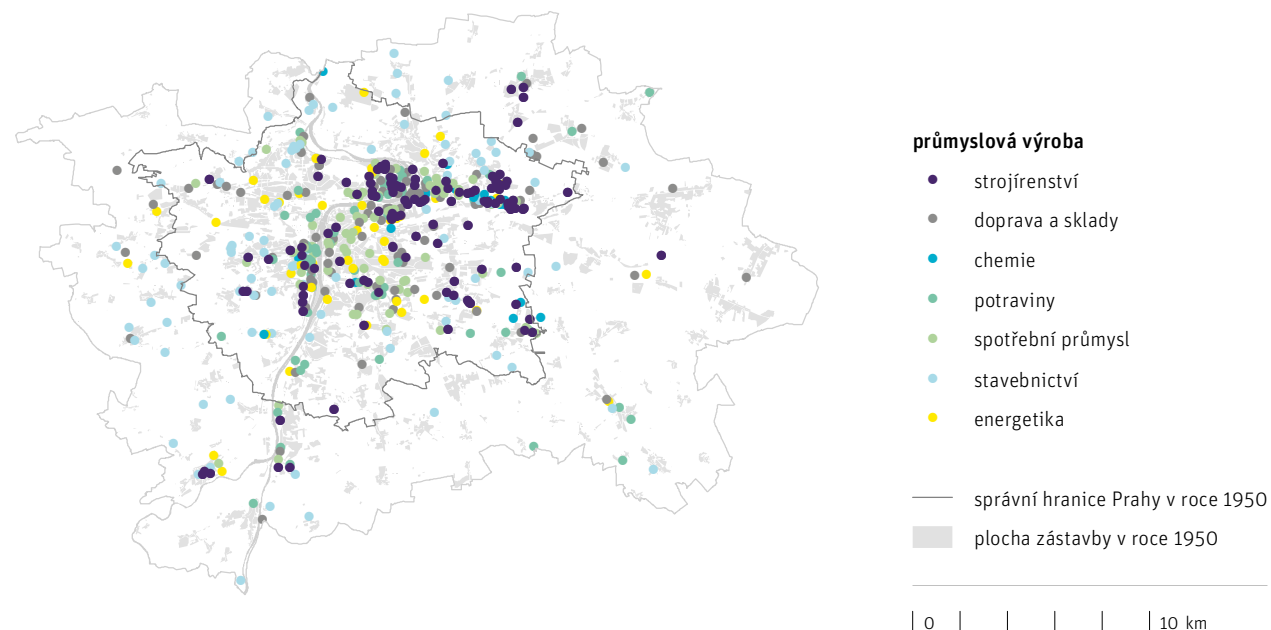 průmyslová výroba
strojírenství
doprava a sklady
chemie
potraviny
spotřební průmysl
stavebnictví
energetika
správní hranice Prahy v roce 1950
plocha zástavby v roce 1950
0 10 km